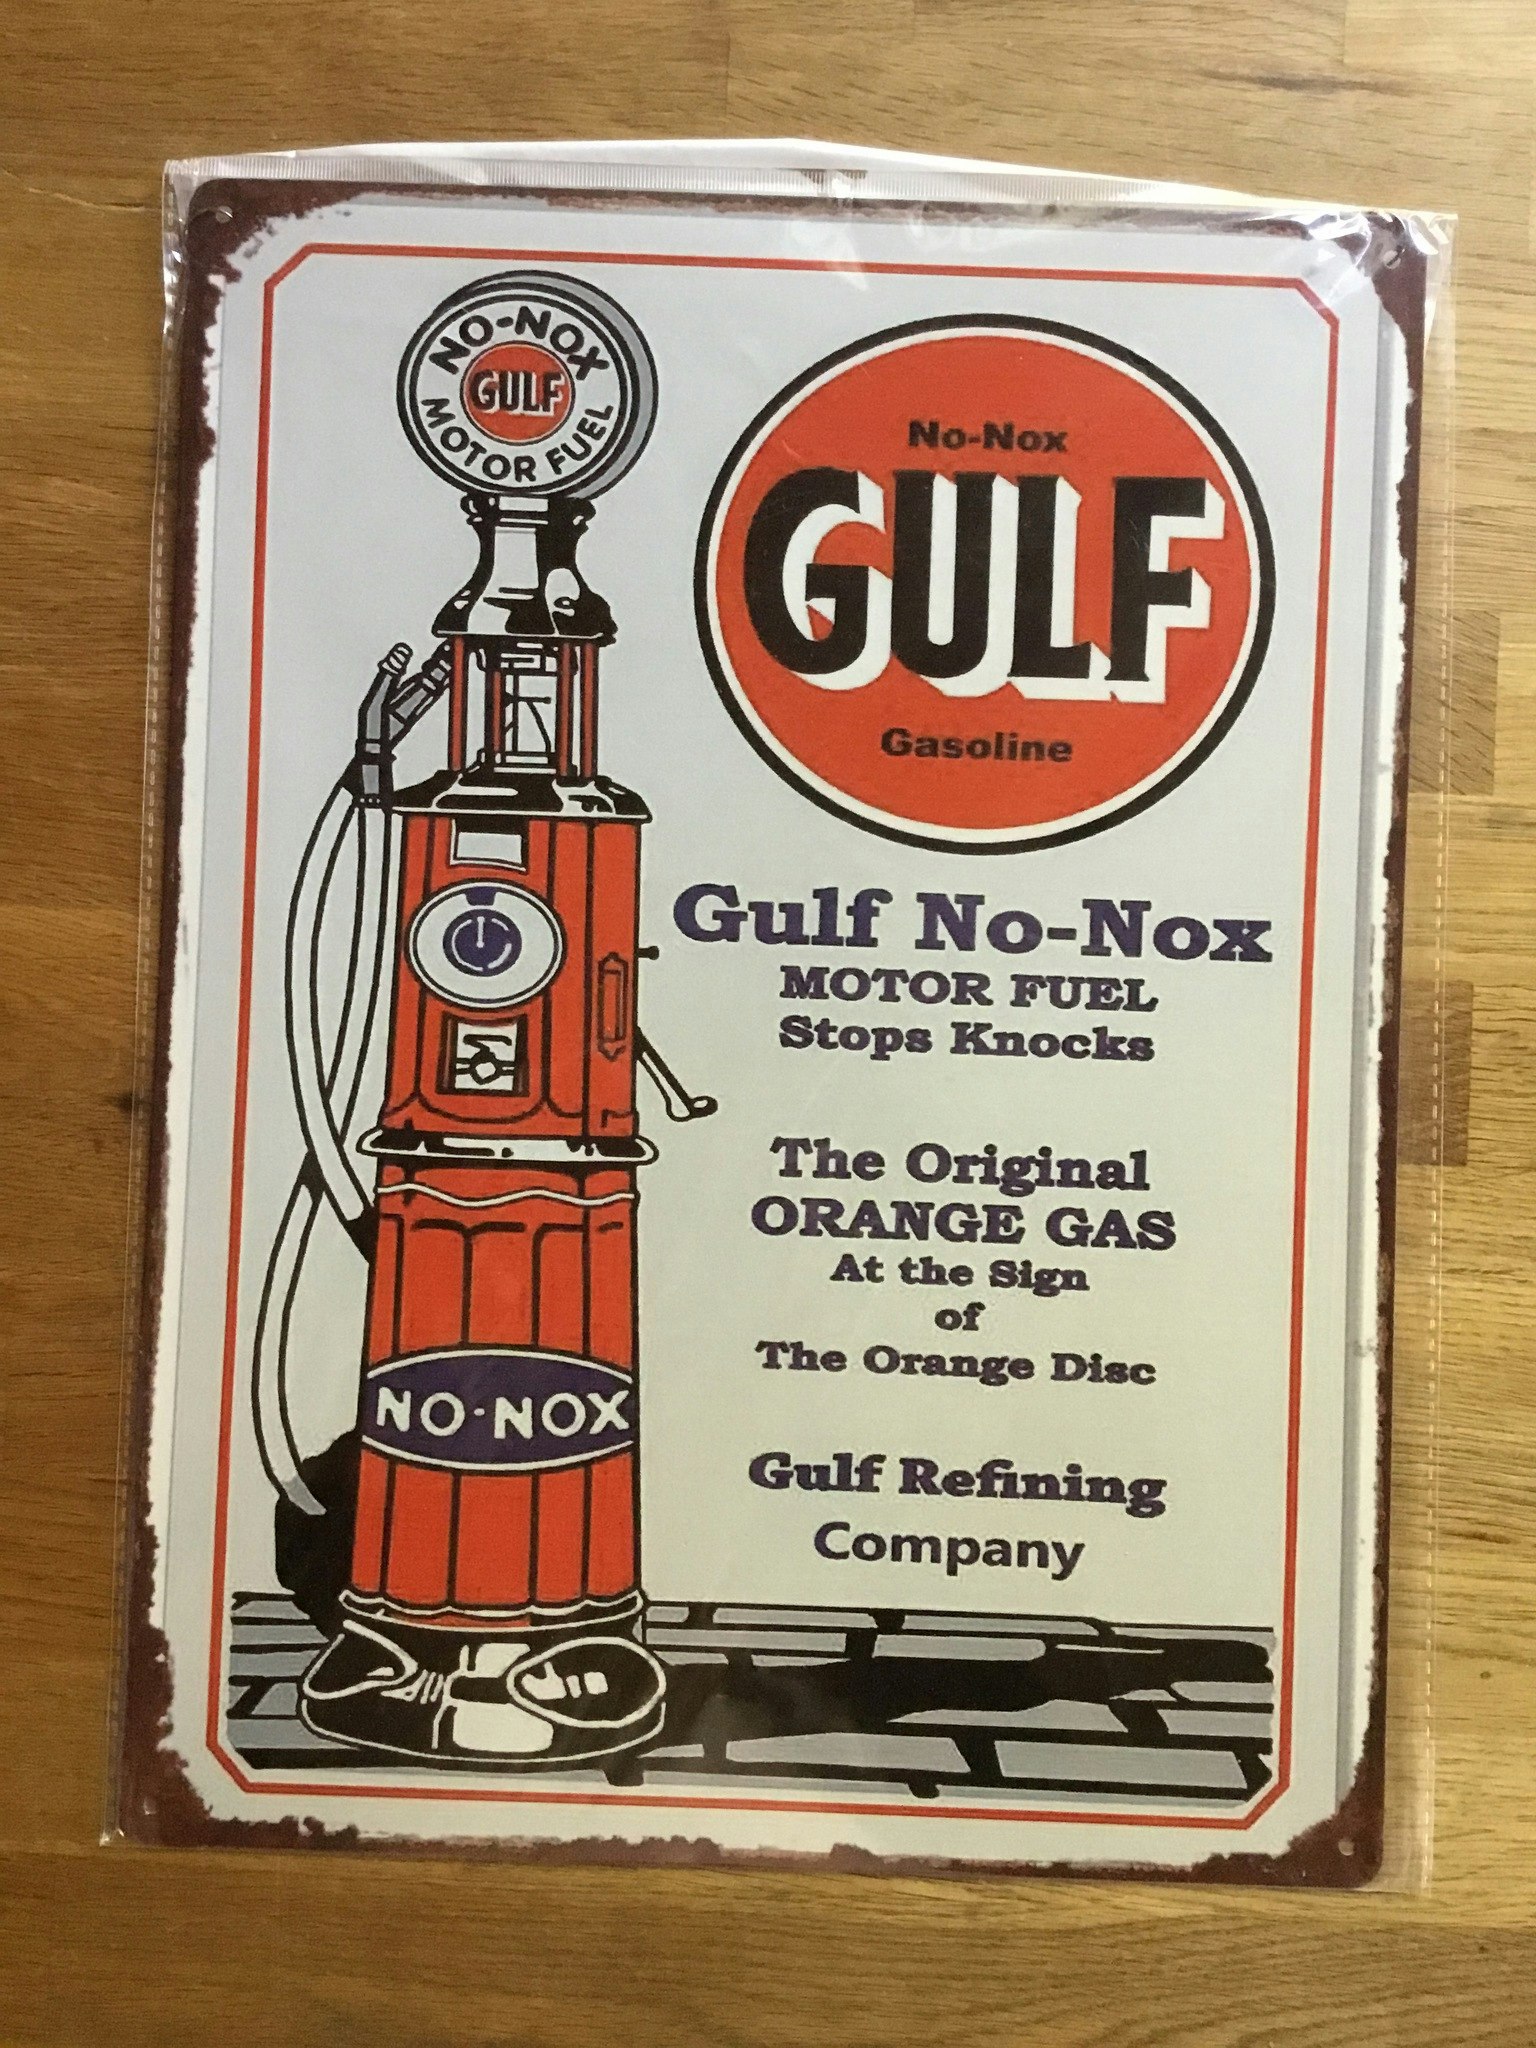 NO-NOX
GULF
MOTOR FUEL
No-Nox
GULF
Gasoline
Gulf No-Nox
MOTOR FUEL
Stops Knocks
The Original
ORANGE GAS
At the Sign
of
The Orange Disc
NO-NOX
Gulf Refining
Company